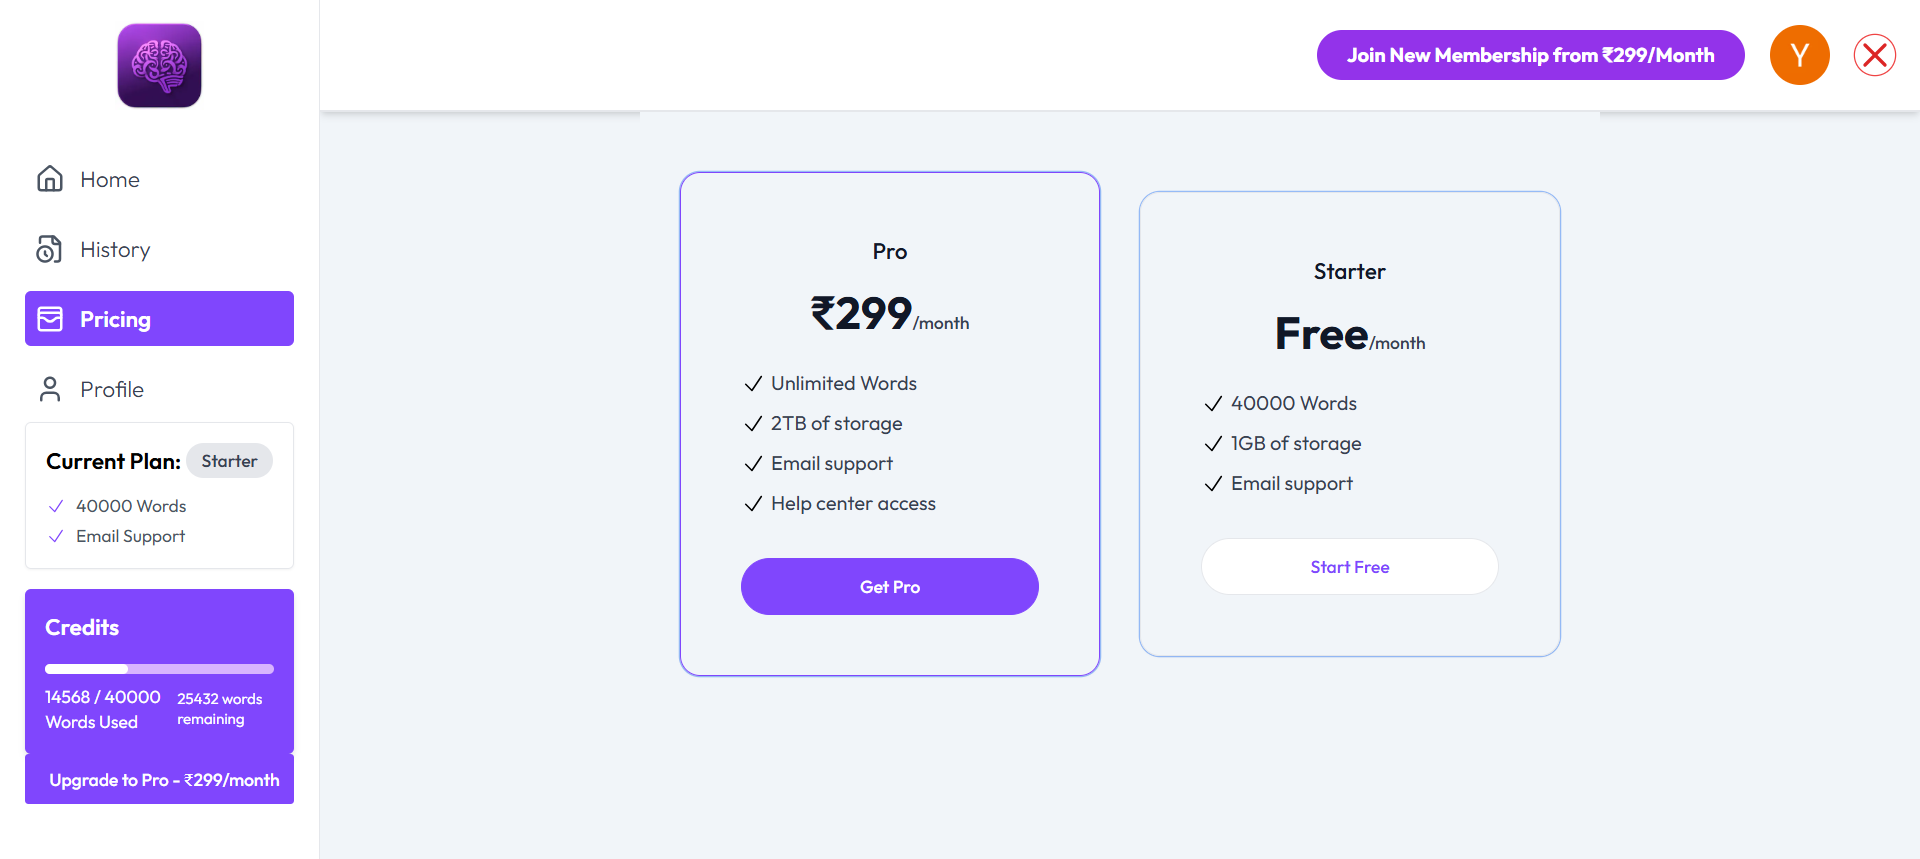 Join New Membership from ₹299/Month
Y
Home
History
Pricing
Profile
Current Plan: Starter
40000 Words
Email Support
Credits
14568 / 40000 Words Used
25432 words remaining
Upgrade to Pro - ₹299/month
Pro
₹299/month
Unlimited Words
2TB of storage
Email support
Help center access
Get Pro
Starter
Free/month
40000 Words
1GB of storage
Email support
Start Free